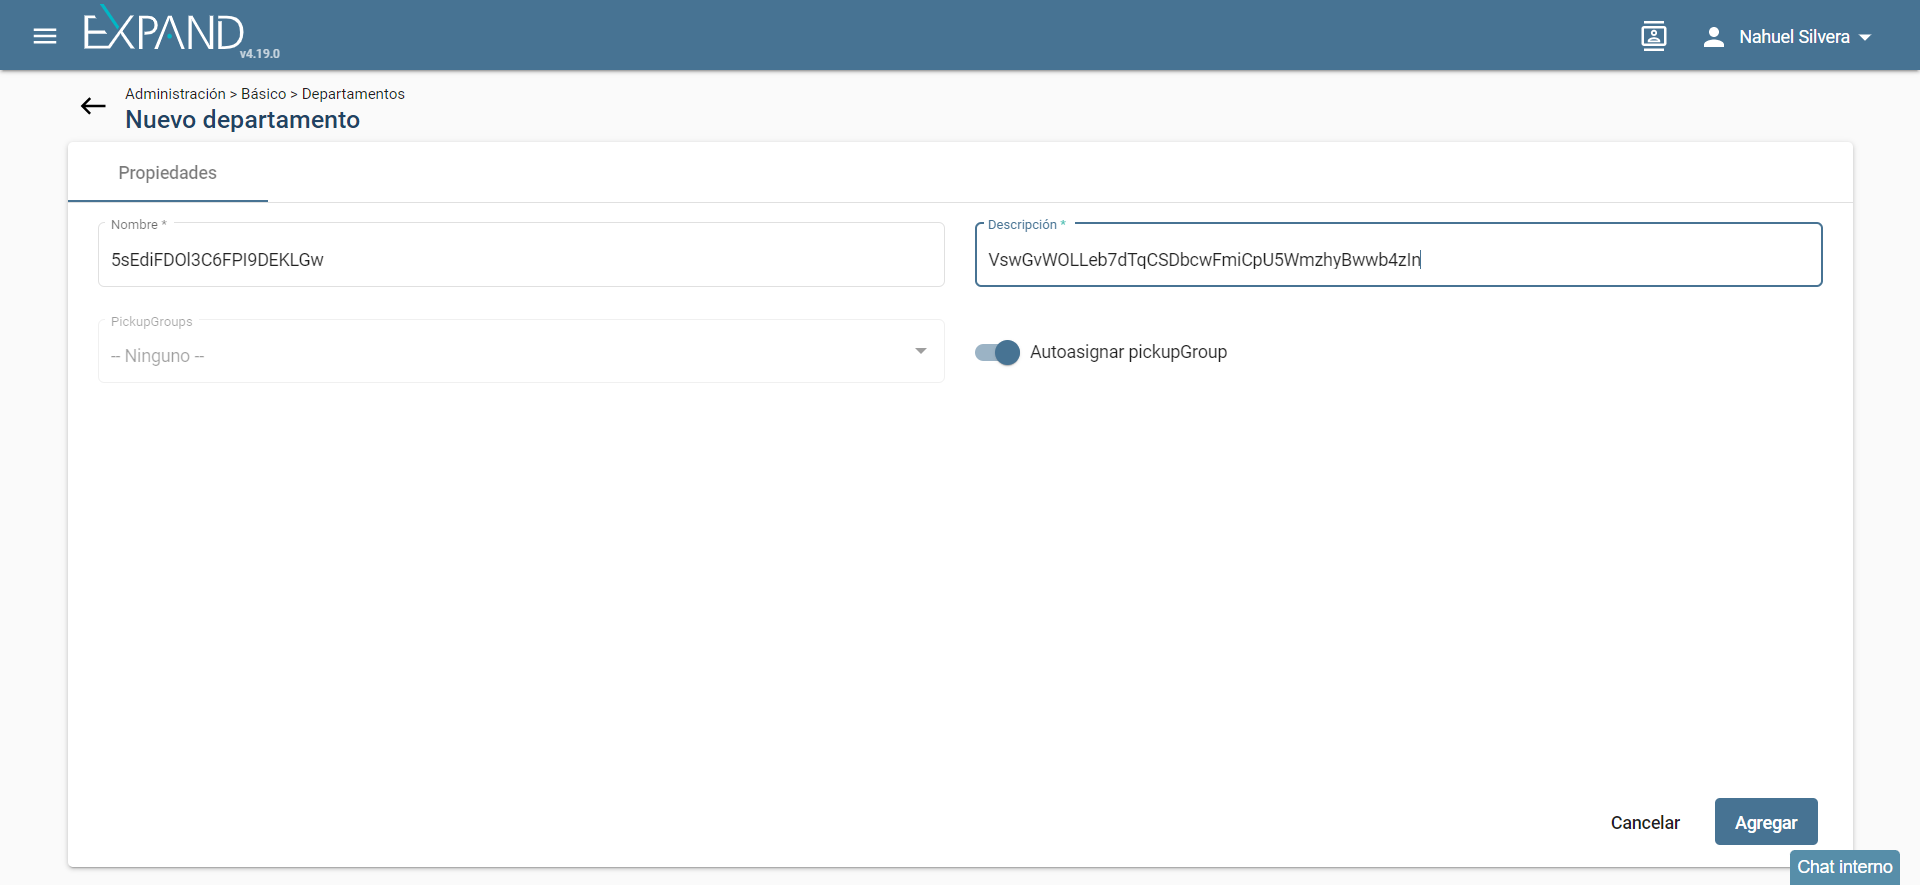 EXPAND
v4.19.0
Nahuel Silvera
Administración > Básico > Departamentos
Nuevo departamento
Propiedades
Nombre *
5sEdiFDOl3C6FPI9DEKLGw
Descripción *
VswGvWOLLeb7dTqCSDbcwFmiCpU5WmzhyBwwb4zIn
PickupGroups
-- Ninguno --
Autoasignar pickupGroup
Cancelar
Agregar
Chat interno